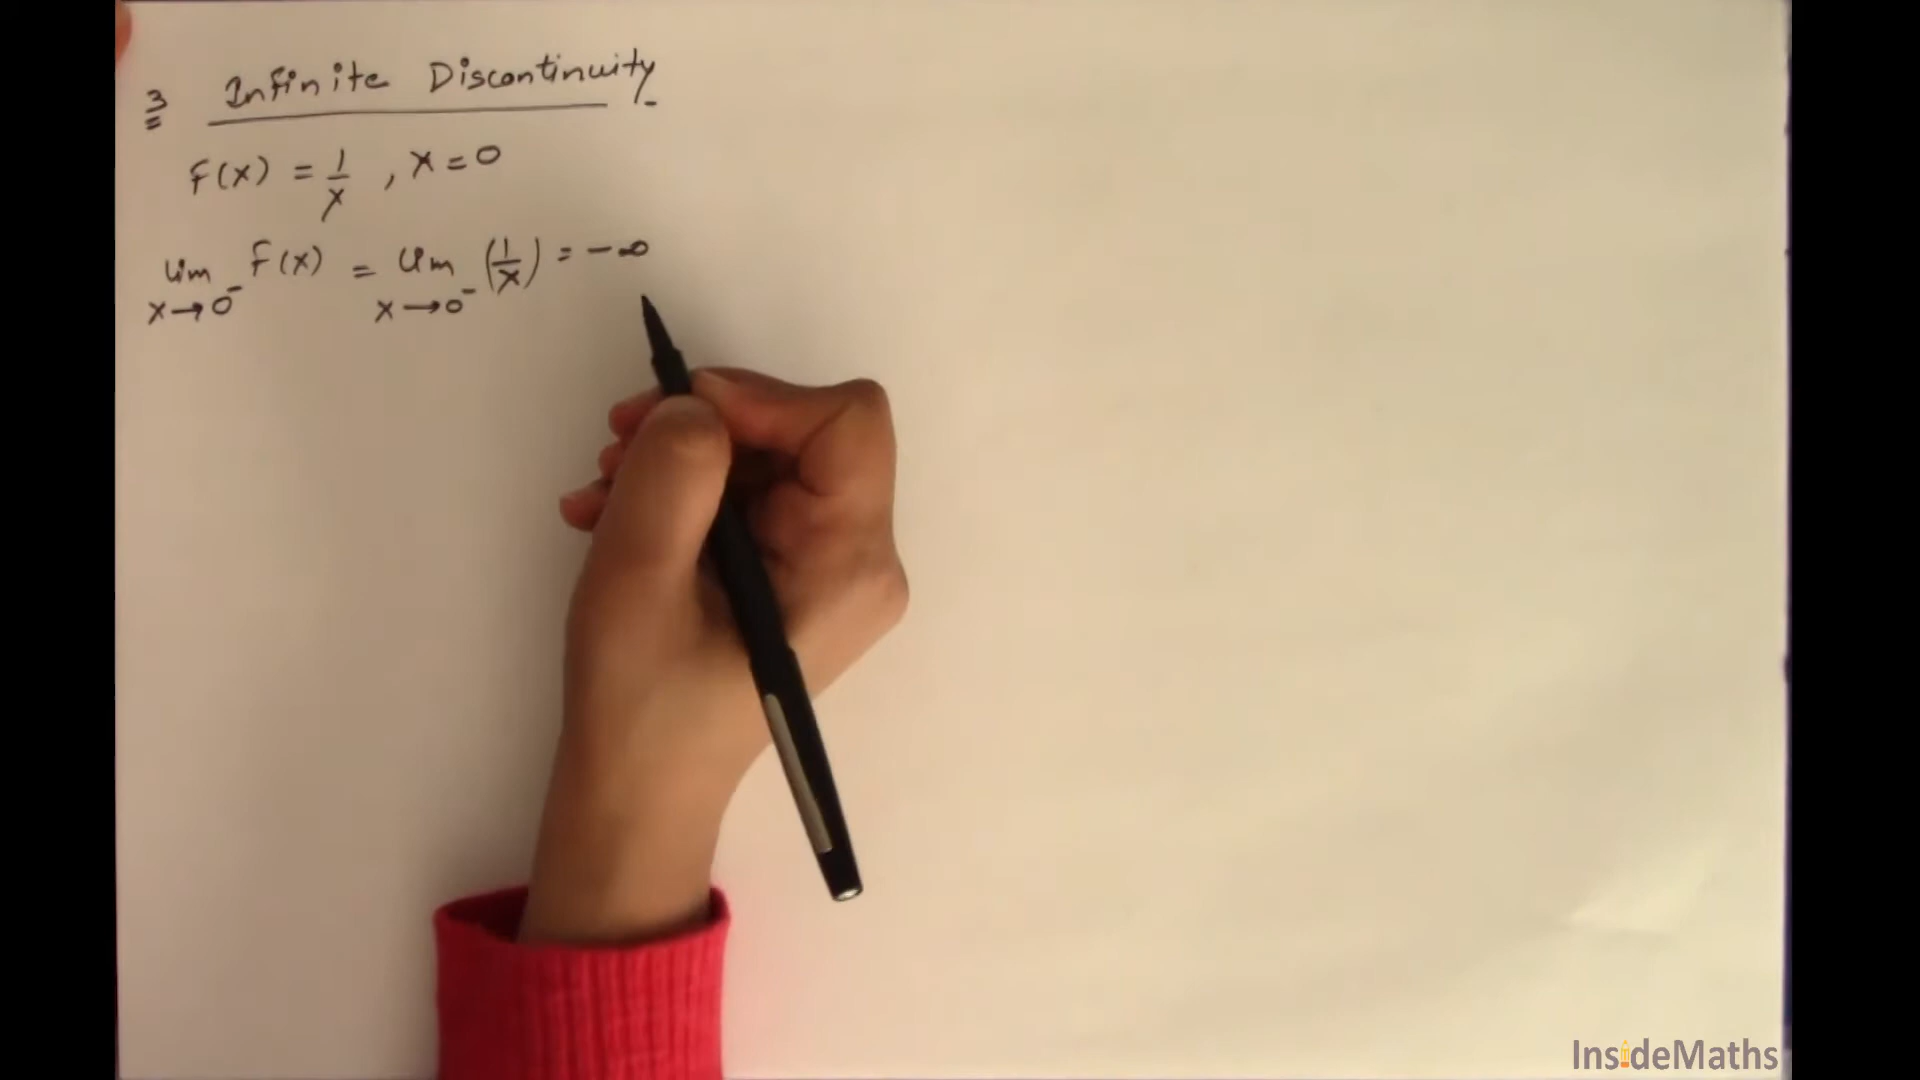 3 Infinite Discontinuity
F(x) = 1/x , x = 0
lim x→0⁻ F(x) = lim x→0⁻ (1/x) = -∞
InsideMaths